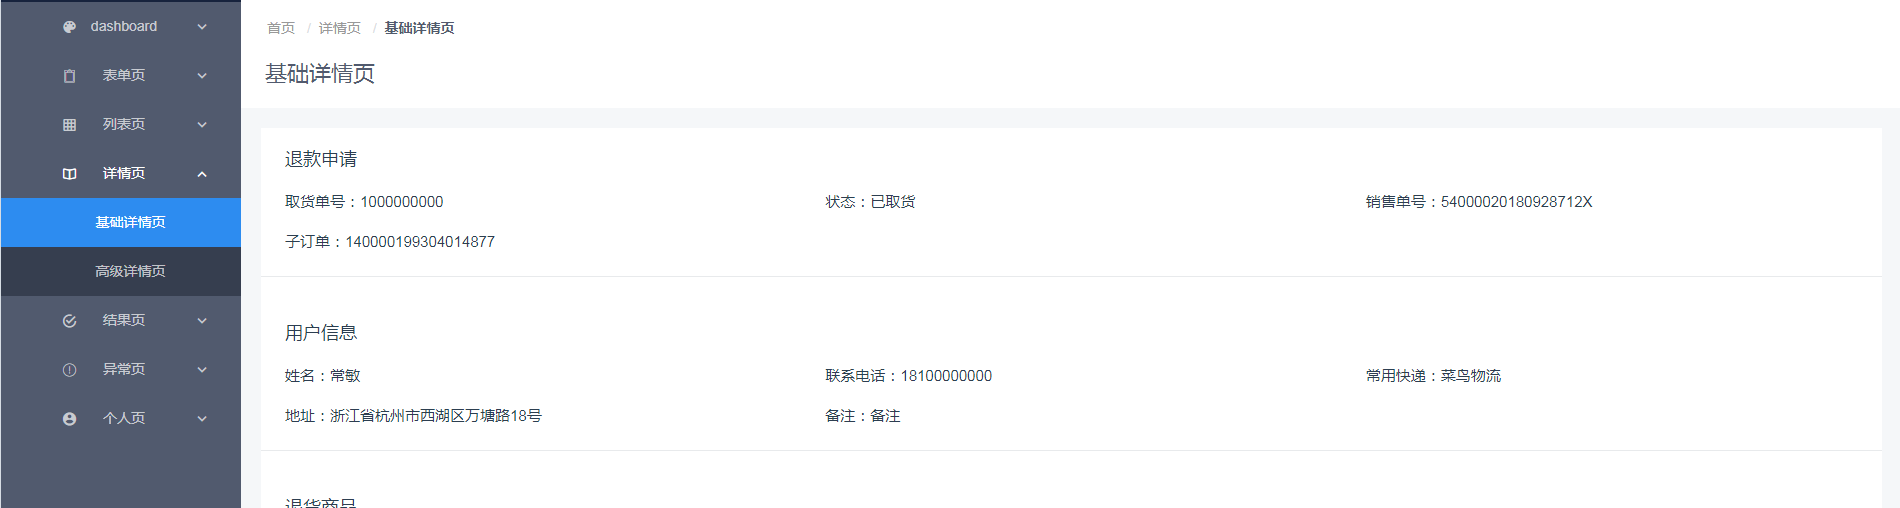 dashboard
表单页
列表页
详情页
基础详情页
高级详情页
结果页
异常页
个人页
首页 / 详情页 / 基础详情页
基础详情页
退款申请
取货单号：1000000000 状态：已取货 销售单号：54000020180928712X
子订单：140000199304014877
用户信息
姓名：常敏 联系电话：18100000000 常用快递：菜鸟物流
地址：浙江省杭州市西湖区万塘路18号 备注：备注
退货商品